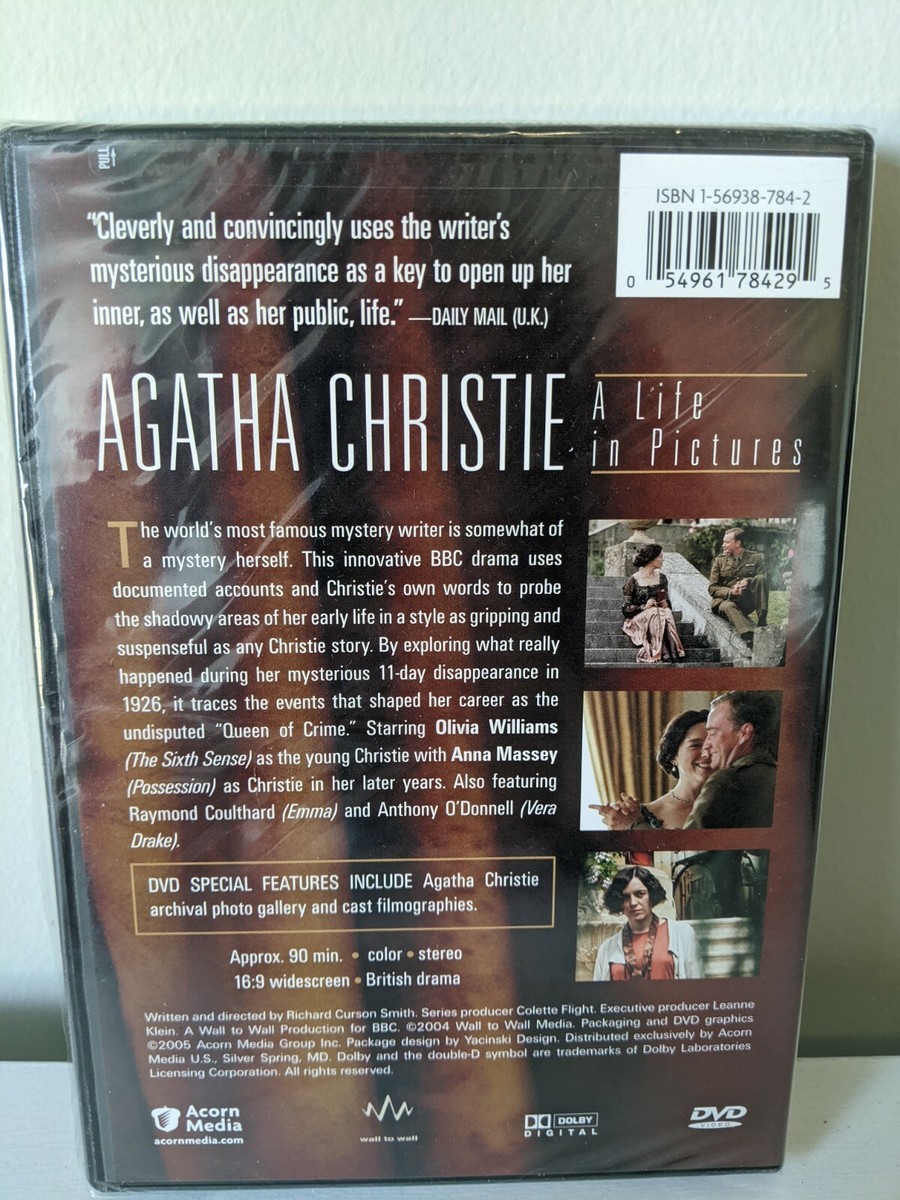 PULL
ISBN 1-56938-784-2
0 54961 78429 5
"Cleverly and convincingly uses the writer's
mysterious disappearance as a key to open up her
inner, as well as her public, life." —DAILY MAIL (U.K.)
AGATHA CHRISTIE
A Life
in Pictures
The world's most famous mystery writer is somewhat of
a mystery herself. This innovative BBC drama uses
documented accounts and Christie's own words to probe
the shadowy areas of her early life in a style as gripping and
suspenseful as any Christie story. By exploring what really
happened during her mysterious 11-day disappearance in
1926, it traces the events that shaped her career as the
undisputed "Queen of Crime." Starring Olivia Williams
(The Sixth Sense) as the young Christie with Anna Massey
(Possession) as Christie in her later years. Also featuring
Raymond Coulthard (Emma) and Anthony O'Donnell (Vera
Drake).
DVD SPECIAL FEATURES INCLUDE Agatha Christie
archival photo gallery and cast filmographies.
Approx. 90 min. • color • stereo
16:9 widescreen • British drama
Written and directed by Richard Curson Smith. Series producer Colette Flight. Executive producer Leanne
Klein. A Wall to Wall Production for BBC. ©2004 Wall to Wall Media. Packaging and DVD graphics
©2005 Acorn Media Group Inc. Package design by Yacinski Design. Distributed exclusively by Acorn
Media U.S., Silver Spring, MD. Dolby and the double-D symbol are trademarks of Dolby Laboratories
Licensing Corporation. All rights reserved.
Acorn
Media
acornmedia.com
wall to wall
DOLBY
DIGITAL
DVD
VIDEO